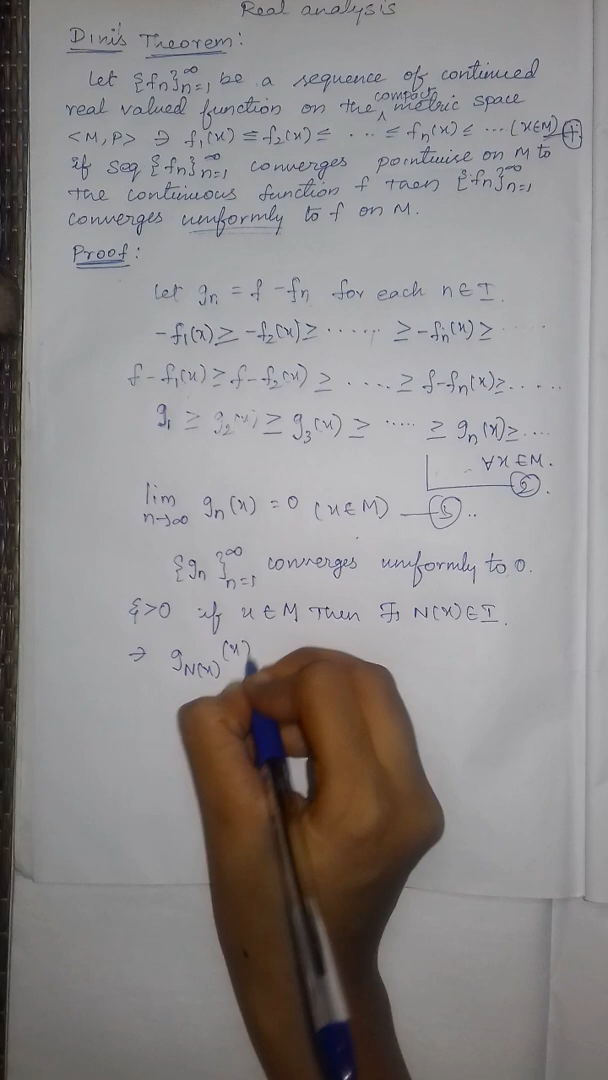 Real analysis
Dini's Theorem:
Let {fn}∞n=1 be a sequence of continued
real valued function on the compact metric space
<M, P> ∋ f₁(x) ≤ f₂(x) ≤ ... ≤ fn(x) ≤ ... (x∈M) ①
if seq {fn}∞n=1 converges pointwise on M to
the continuous function f then {fn}∞n=1
converges uniformly to f on M.
Proof:
Let gn = f - fn for each n ∈ I.
-f₁(x) ≥ -f₂(x) ≥ ...... ≥ -fn(x) ≥ ....
f - f₁(x) ≥ f - f₂(x) ≥ ..... ≥ f - fn(x) ≥ .....
g₁ ≥ g₂(x) ≥ g₃(x) ≥ ..... ≥ gn(x) ≥ ...
∀ x ∈ M.
②.
lim n→∞ gn(x) = 0 (x ∈ M) — ③ ..
{gn}∞n=1 converges uniformly to 0.
ξ>0 if x ∈ M Then ∃, N(x) ∈ I.
∋ gN(x)(x)